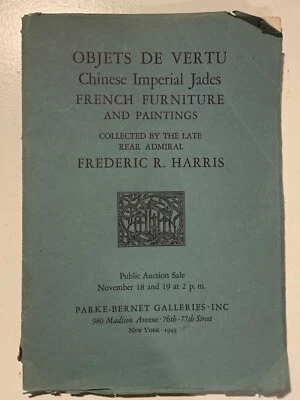 OBJETS DE VERTU
Chinese Imperial Jades
FRENCH FURNITURE
AND PAINTINGS
COLLECTED BY THE LATE
REAR ADMIRAL
FREDERIC R. HARRIS
Public Auction Sale
November 18 and 19 at 2 p. m.
PARKE-BERNET GALLERIES · INC
980 Madison Avenue · 76th-77th Street
NEW YORK · 1949